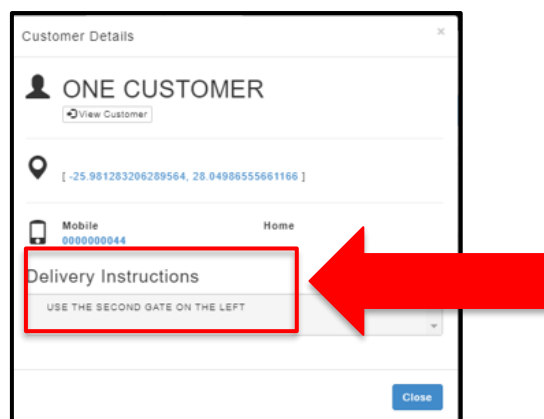 Customer Details ×
ONE CUSTOMER
View Customer
[ -25.981283206289564, 28.04986555661166 ]
Mobile Home
0000000044
Delivery Instructions
USE THE SECOND GATE ON THE LEFT
Close